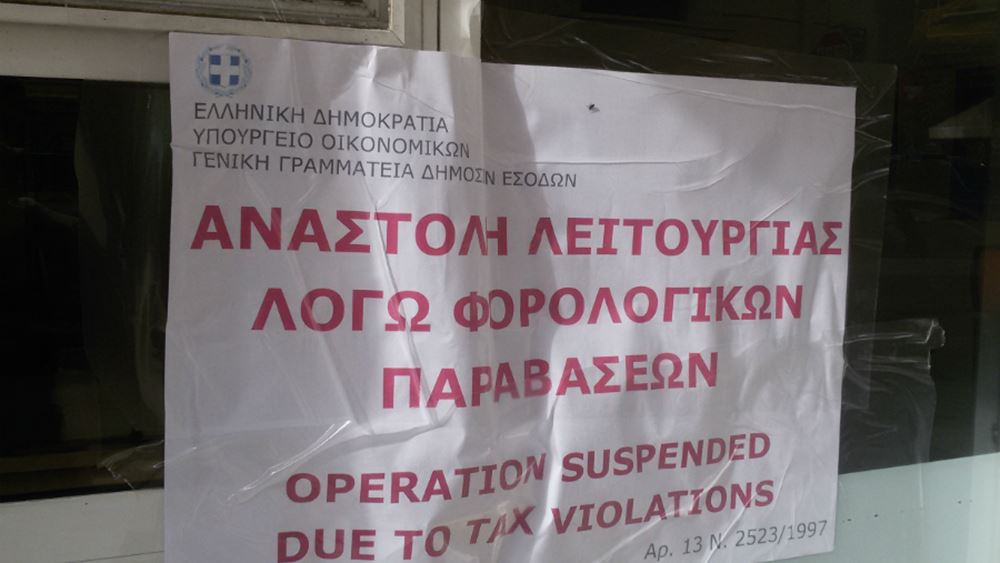 ΕΛΛΗΝΙΚΗ ΔΗΜΟΚΡΑΤΙΑ
ΥΠΟΥΡΓΕΙΟ ΟΙΚΟΝΟΜΙΚΩΝ
ΓΕΝΙΚΗ ΓΡΑΜΜΑΤΕΙΑ ΔΗΜΟΣΙΩΝ ΕΣΟΔΩΝ
ΑΝΑΣΤΟΛΗ ΛΕΙΤΟΥΡΓΙΑΣ
ΛΟΓΩ ΦΟΡΟΛΟΓΙΚΩΝ
ΠΑΡΑΒΑΣΕΩΝ
OPERATION SUSPENDED
DUE TO TAX VIOLATIONS
Αρ. 13 Ν. 2523/1997